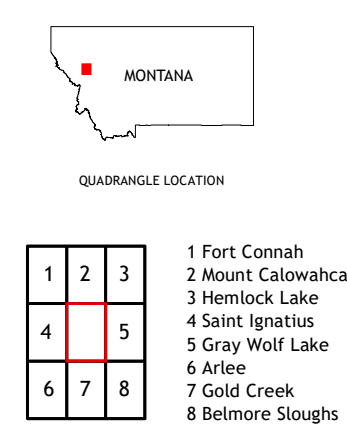 MONTANA
QUADRANGLE LOCATION
1 2 3
4 5
6 7 8
1 Fort Connah
2 Mount Calowahca
3 Hemlock Lake
4 Saint Ignatius
5 Gray Wolf Lake
6 Arlee
7 Gold Creek
8 Belmore Sloughs